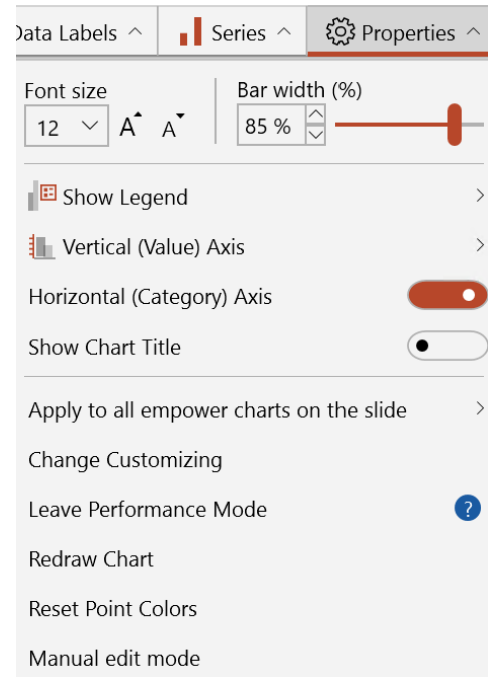 Data Labels
Series
Properties
Font size
Bar width (%)
12
A
A
85 %
Show Legend
Vertical (Value) Axis
Horizontal (Category) Axis
Show Chart Title
Apply to all empower charts on the slide
Change Customizing
Leave Performance Mode
?
Redraw Chart
Reset Point Colors
Manual edit mode